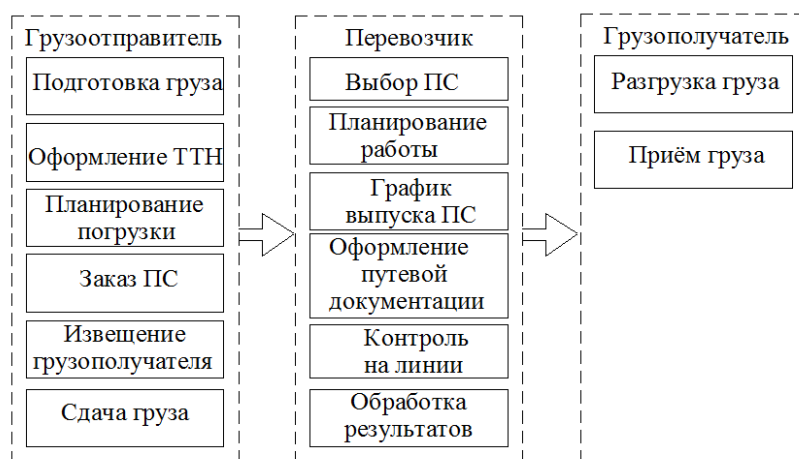 Грузоотправитель
Подготовка груза
Оформление ТТН
Планирование
погрузки
Заказ ПС
Извещение
грузополучателя
Сдача груза
Перевозчик
Выбор ПС
Планирование
работы
График
выпуска ПС
Оформление
путевой
документации
Контроль
на линии
Обработка
результатов
Грузополучатель
Разгрузка груза
Приём груза